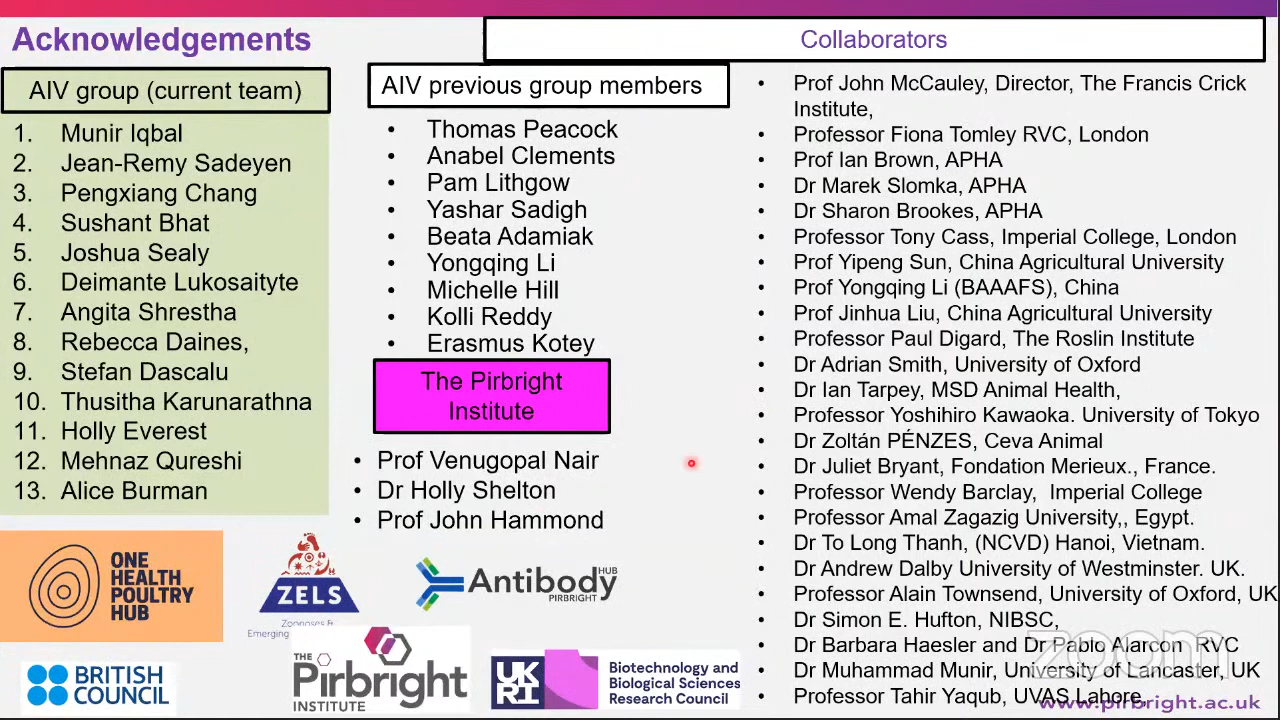 Acknowledgements
AIV group (current team)
1. Munir Iqbal
2. Jean-Remy Sadeyen
3. Pengxiang Chang
4. Sushant Bhat
5. Joshua Sealy
6. Deimante Lukosaityte
7. Angita Shrestha
8. Rebecca Daines,
9. Stefan Dascalu
10. Thusitha Karunarathna
11. Holly Everest
12. Mehnaz Qureshi
13. Alice Burman
AIV previous group members
• Thomas Peacock
• Anabel Clements
• Pam Lithgow
• Yashar Sadigh
• Beata Adamiak
• Yongqing Li
• Michelle Hill
• Kolli Reddy
• Erasmus Kotey
The Pirbright
Institute
• Prof Venugopal Nair
• Dr Holly Shelton
• Prof John Hammond
Collaborators
• Prof John McCauley, Director, The Francis Crick
Institute,
• Professor Fiona Tomley RVC, London
• Prof Ian Brown, APHA
• Dr Marek Slomka, APHA
• Dr Sharon Brookes, APHA
• Professor Tony Cass, Imperial College, London
• Prof Yipeng Sun, China Agricultural University
• Prof Yongqing Li (BAAAFS), China
• Prof Jinhua Liu, China Agricultural University
• Professor Paul Digard, The Roslin Institute
• Dr Adrian Smith, University of Oxford
• Dr Ian Tarpey, MSD Animal Health,
• Professor Yoshihiro Kawaoka. University of Tokyo
• Dr Zoltán PÉNZES, Ceva Animal
• Dr Juliet Bryant, Fondation Merieux., France.
• Professor Wendy Barclay, Imperial College
• Professor Amal Zagazig University,, Egypt.
• Dr To Long Thanh, (NCVD) Hanoi, Vietnam.
• Dr Andrew Dalby University of Westminster. UK.
• Professor Alain Townsend, University of Oxford, UK
• Dr Simon E. Hufton, NIBSC,
• Dr Barbara Haesler and Dr Pablo Alarcon RVC
• Dr Muhammad Munir, University of Lancaster, UK
• Professor Tahir Yaqub, UVAS Lahore,
zoom
www.pirbright.ac.uk
ONE
HEALTH
POULTRY
HUB
ZELS
Zoonoses &
Emerging
Antibody
HUB
PIRBRIGHT
BRITISH
COUNCIL
THE
Pirbright
INSTITUTE
UK
RI
Biotechnology and
Biological Sciences
Research Council